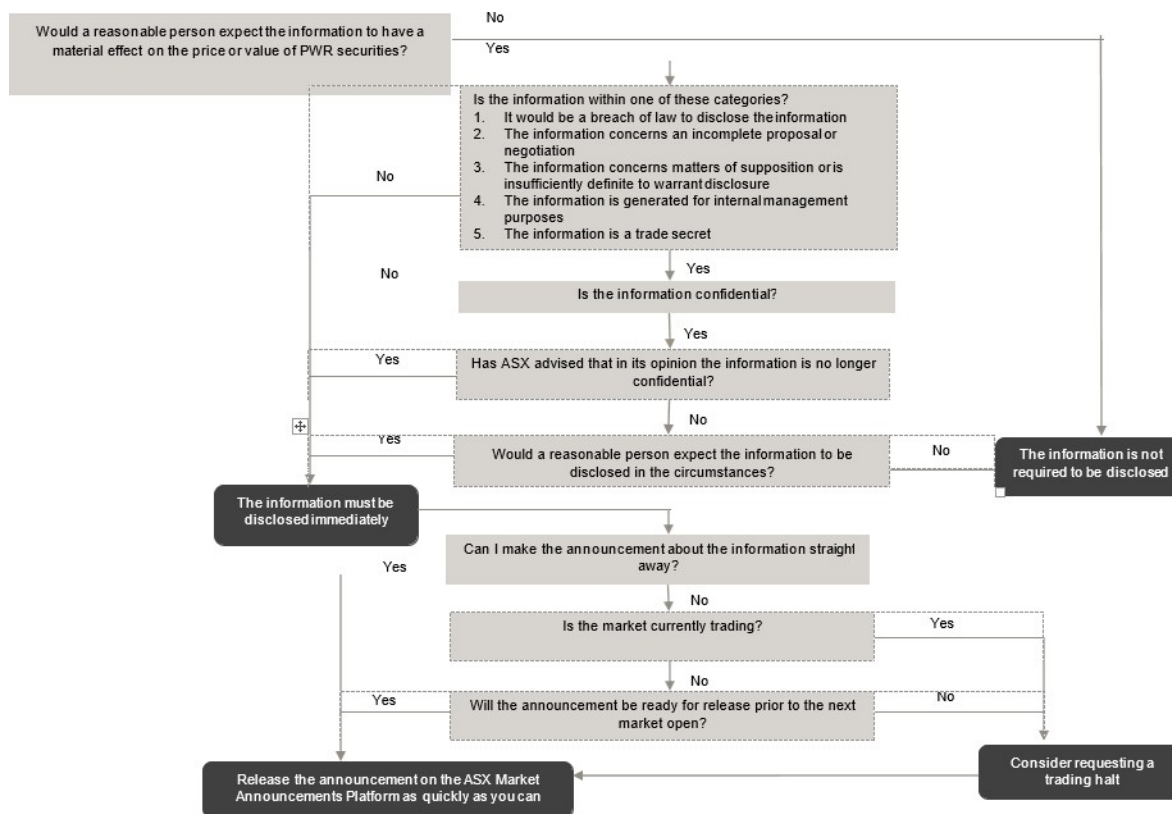 No
Would a reasonable person expect the information to have a
material effect on the price or value of PWR securities?
Yes
Is the information within one of these categories?
1. It would be a breach of law to disclose the information
2. The information concerns an incomplete proposal or
negotiation
3. The information concerns matters of supposition or is
insufficiently definite to warrant disclosure
4. The information is generated for internal management
purposes
5. The information is a trade secret
No
Yes
No
Is the information confidential?
Yes
Yes
Has ASX advised that in its opinion the information is no longer
confidential?
No
Yes
Would a reasonable person expect the information to be
disclosed in the circumstances?
No
The information is not
required to be disclosed
The information must be
disclosed immediately
Can I make the announcement about the information straight
away?
Yes
No
Is the market currently trading?
Yes
No
Yes
Will the announcement be ready for release prior to the next
market open?
No
Release the announcement on the ASX Market
Announcements Platform as quickly as you can
Consider requesting a
trading halt